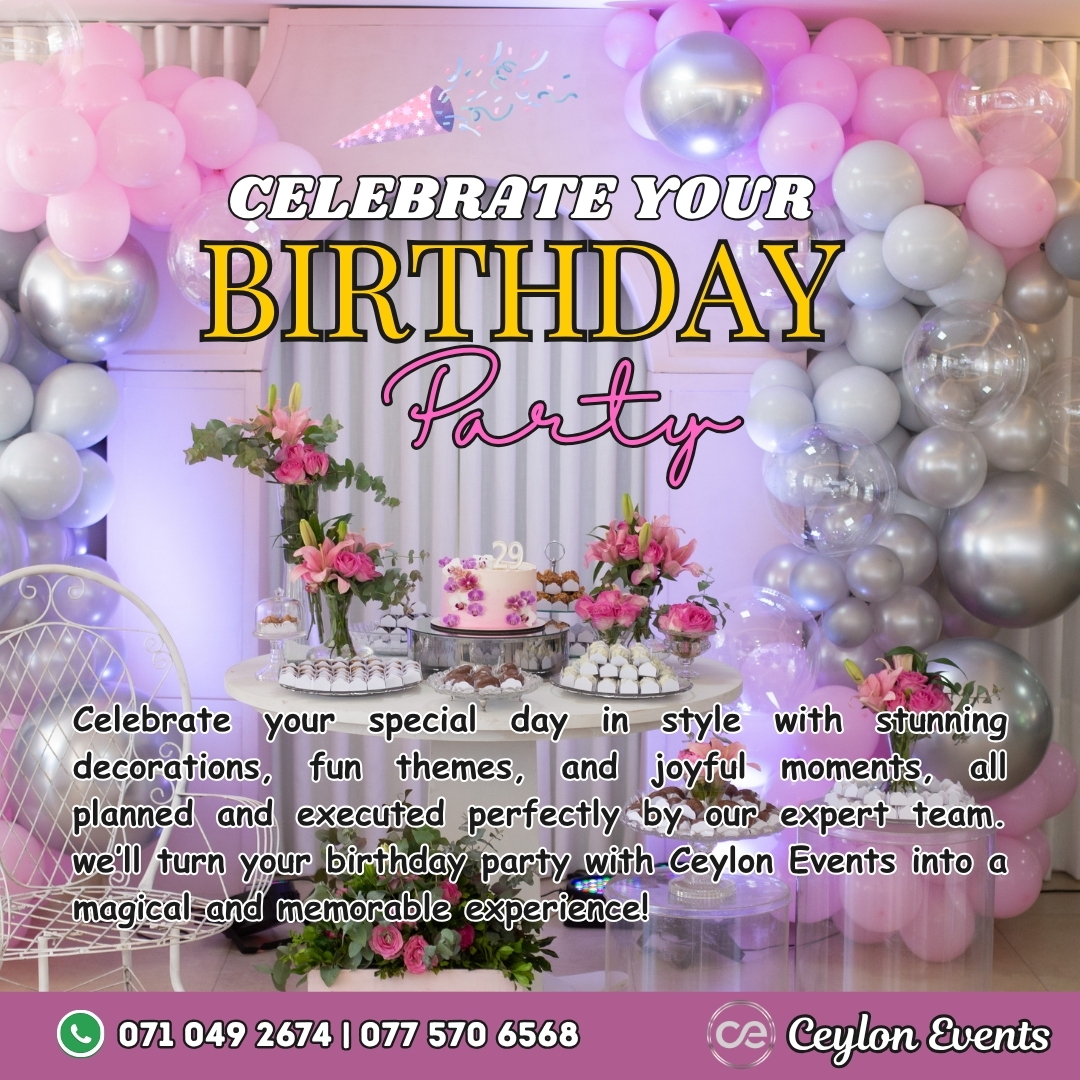 CELEBRATE YOUR
BIRTHDAY
Party
29
Celebrate your special day in style with stunning
decorations, fun themes, and joyful moments, all
planned and executed perfectly by our expert team.
we'll turn your birthday party with Ceylon Events into a
magical and memorable experience!
071 049 2674 | 077 570 6568
ce Ceylon Events